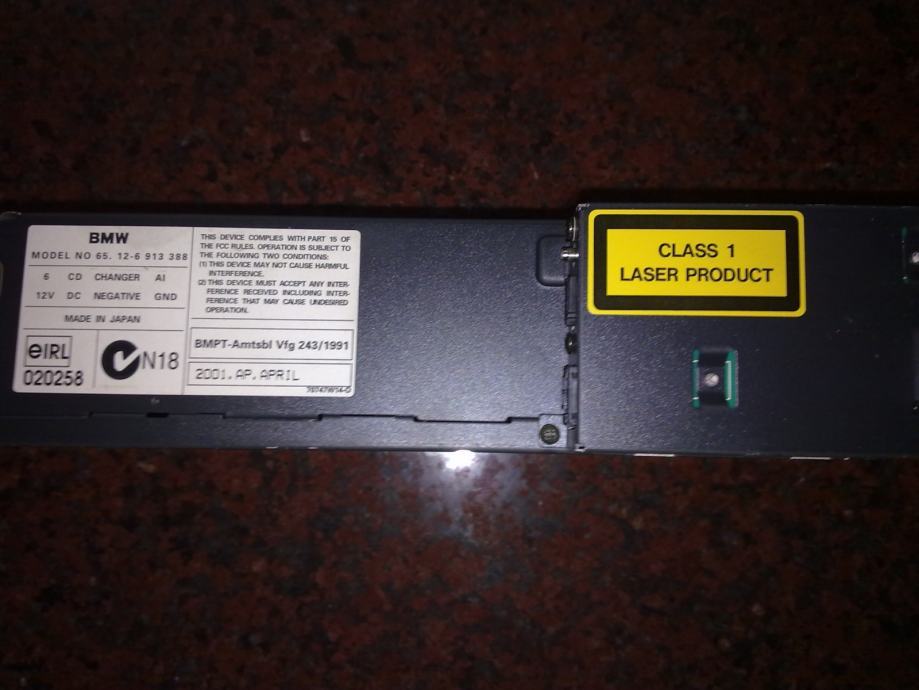 BMW
MODEL NO 65. 12-6 913 388
6 CD CHANGER AI
12V DC NEGATIVE GND
MADE IN JAPAN
eIRL
020258
N18
THIS DEVICE COMPLIES WITH PART 15 OF
THE FCC RULES. OPERATION IS SUBJECT TO
THE FOLLOWING TWO CONDITIONS:
(1) THIS DEVICE MAY NOT CAUSE HARMFUL
INTERFERENCE.
(2) THIS DEVICE MUST ACCEPT ANY INTER-
FERENCE RECEIVED INCLUDING INTER-
FERENCE THAT MAY CAUSE UNDESIRED
OPERATION.
BMPT-Amtsbl Vfg 243/1991
2001.AP.APRIL
70747W14-G
CLASS 1
LASER PRODUCT